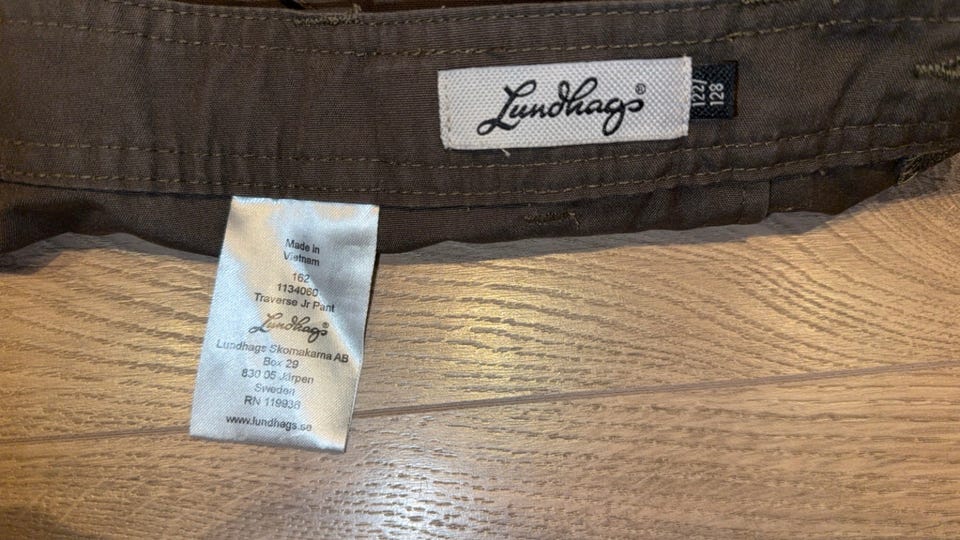 Lundhags®
122/
128
Made in
Vietnam
162
1134060
Traverse Jr Pant
Lundhags®
Lundhags Skomakarna AB
Box 29
830 05 Järpen
Sweden
RN 119936
www.lundhags.se